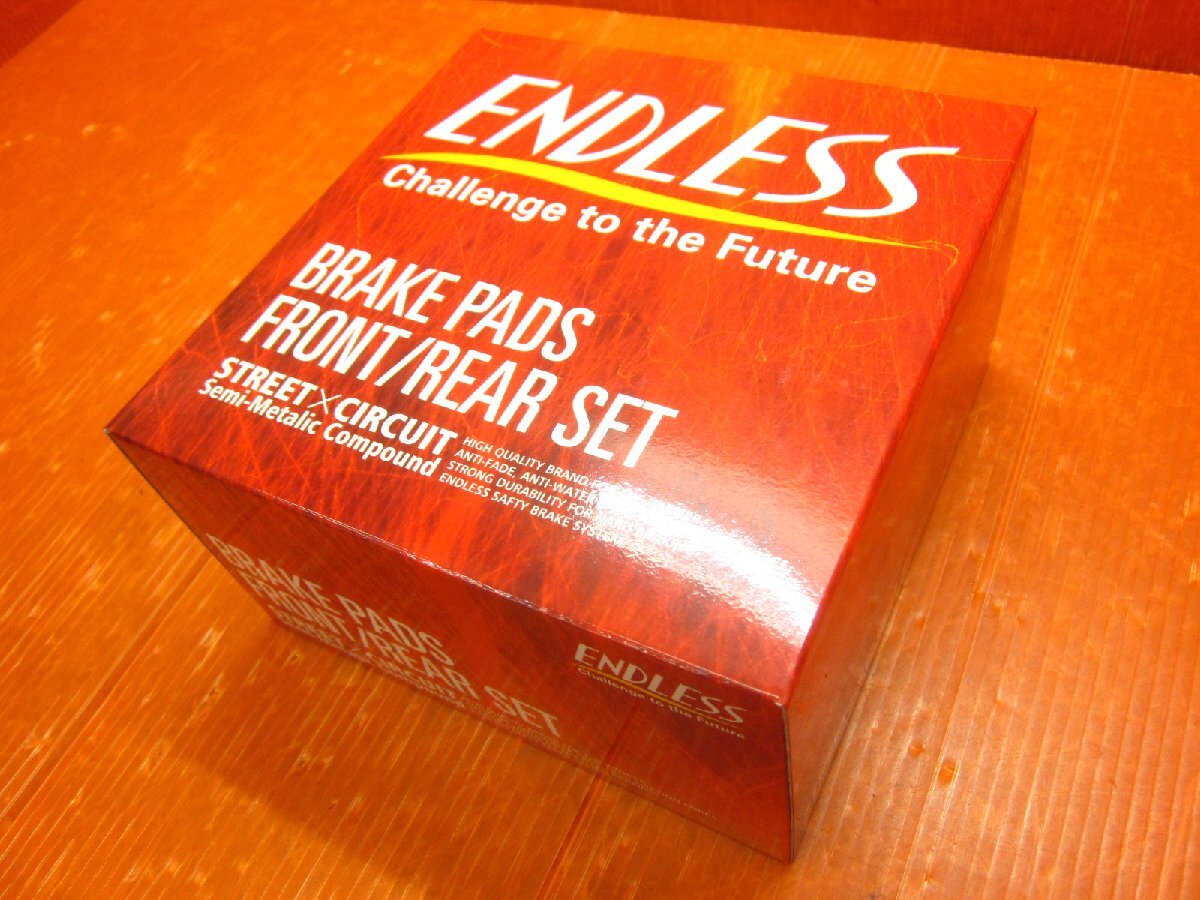 ENDLESS
Challenge to the Future
BRAKE PADS
FRONT/REAR SET
STREET×CIRCUIT
Semi-Metalic Compound
HIGH QUALITY BRAND
ANTI-FADE, ANTI-WATER
STRONG DURABILITY FOR
ENDLESS SAFTY BRAKE
BRAKE PADS
FRONT/REAR SET
ENDLESS
Challenge to the Future